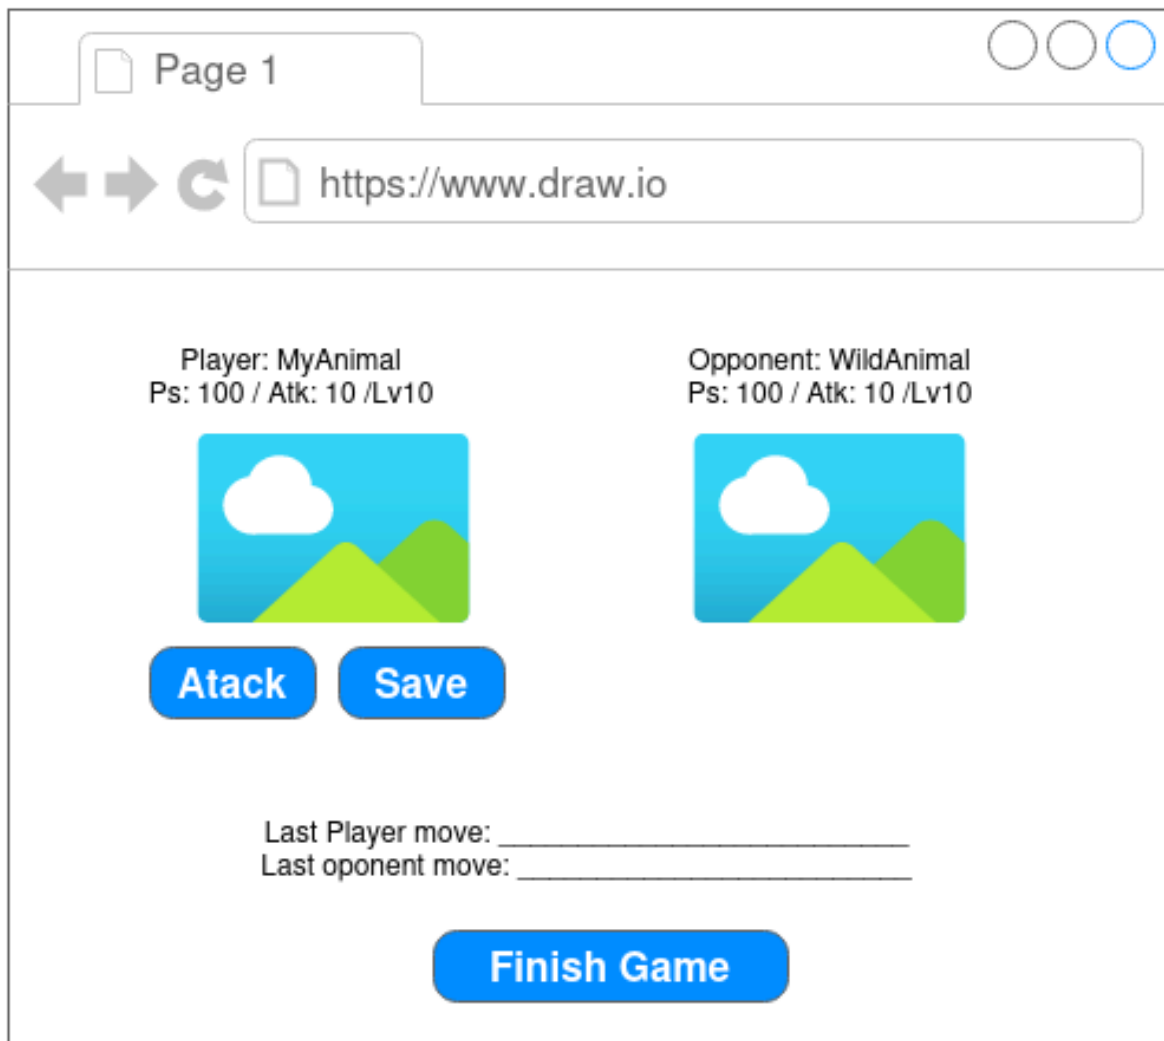 Page 1
https://www.draw.io
Player: MyAnimal
Ps: 100 / Atk: 10 /Lv10
Opponent: WildAnimal
Ps: 100 / Atk: 10 /Lv10
Atack
Save
Last Player move: ___________________________
Last oponent move: __________________________
Finish Game